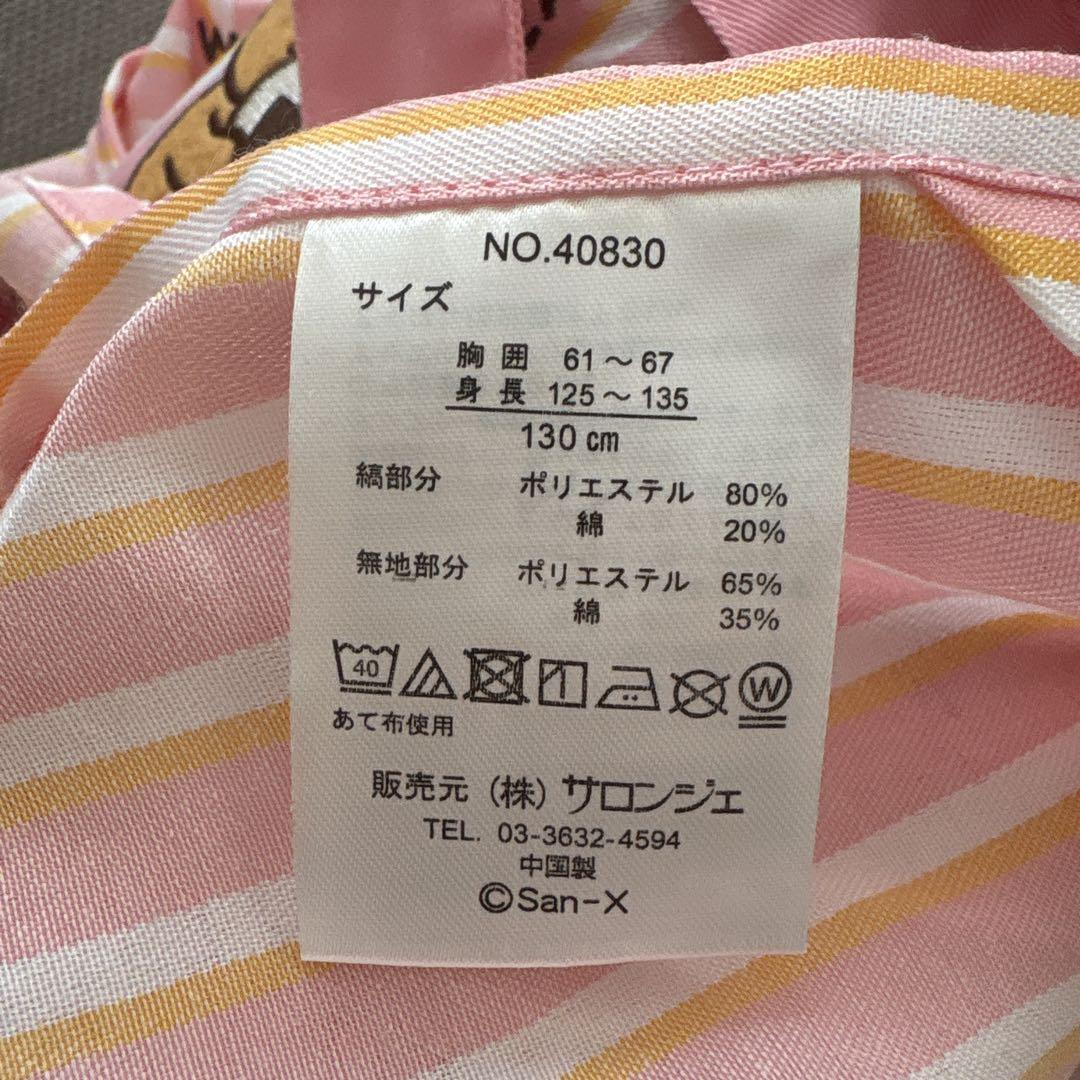 NO.40830
サイズ
胸囲 61～67
身長 125～135
130㎝
縞部分 ポリエステル 80%
綿 20%
無地部分 ポリエステル 65%
綿 35%
40
W
あて布使用
販売元 (株) サロンジェ
TEL. 03-3632-4594
中国製
©San-X